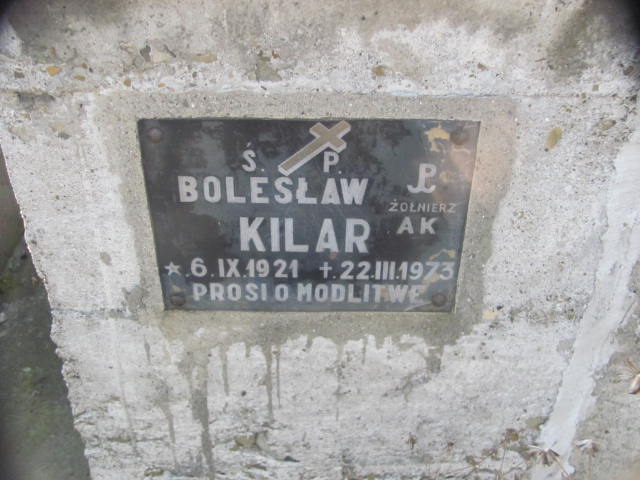 Ś. P.
BOLESŁAW
ŻOŁNIERZ
KILAR
AK
★ 6.IX.1921 ✝ 22.III.1973
PROSI O MODLITWĘ